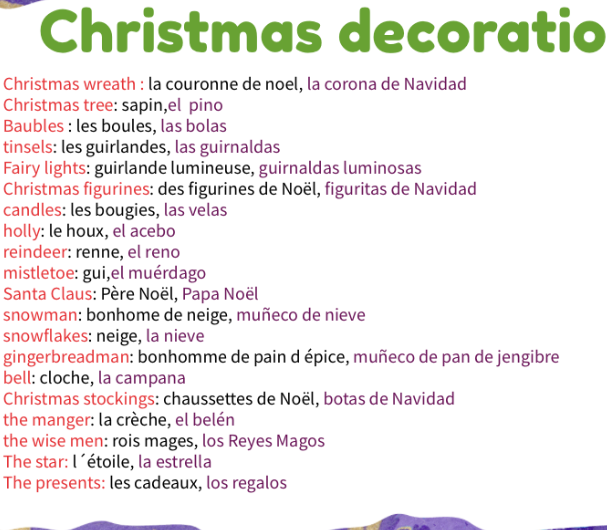 Christmas decoratio
Christmas wreath : la couronne de noel, la corona de Navidad
Christmas tree: sapin,el pino
Baubles : les boules, las bolas
tinsels: les guirlandes, las guirnaldas
Fairy lights: guirlande lumineuse, guirnaldas luminosas
Christmas figurines: des figurines de Noël, figuritas de Navidad
candles: les bougies, las velas
holly: le houx, el acebo
reindeer: renne, el reno
mistletoe: gui,el muérdago
Santa Claus: Père Noël, Papa Noël
snowman: bonhome de neige, muñeco de nieve
snowflakes: neige, la nieve
gingerbreadman: bonhomme de pain d épice, muñeco de pan de jengibre
bell: cloche, la campana
Christmas stockings: chaussettes de Noël, botas de Navidad
the manger: la crèche, el belén
the wise men: rois mages, los Reyes Magos
The star: l ´étoile, la estrella
The presents: les cadeaux, los regalos